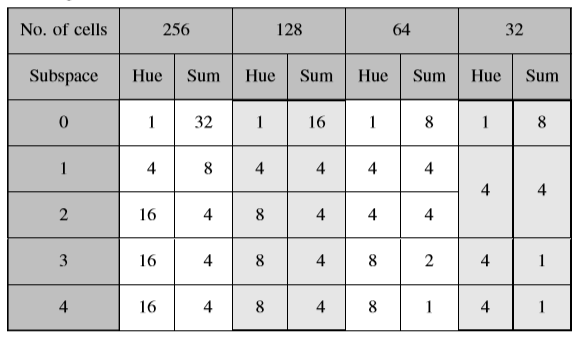 No. of cells 256 128 64 32
Subspace Hue Sum Hue Sum Hue Sum Hue Sum
0 1 32 1 16 1 8 1 8
1 4 8 4 4 4 4 4 4
2 16 4 8 4 4 4
3 16 4 8 4 8 2 4 1
4 16 4 8 4 8 1 4 1